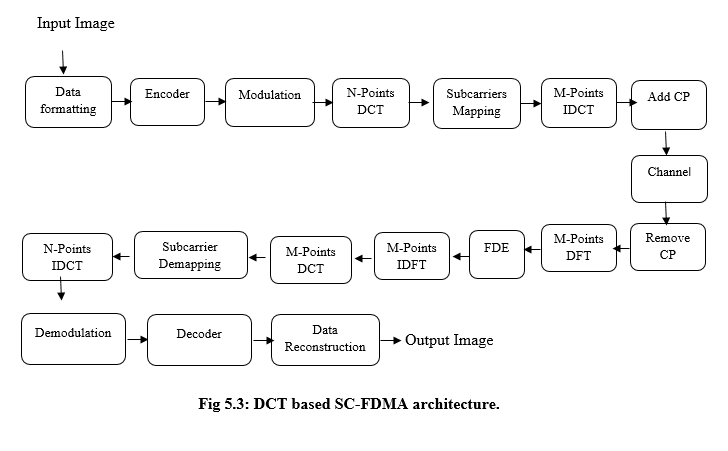 Input Image
Data
formatting
Encoder
Modulation
N-Points
DCT
Subcarriers
Mapping
M-Points
IDCT
Add CP
Channel
Remove
CP
M-Points
DFT
FDE
M-Points
IDFT
M-Points
DCT
Subcarrier
Demapping
N-Points
IDCT
Demodulation
Decoder
Data
Reconstruction
Output Image
Fig 5.3: DCT based SC-FDMA architecture.